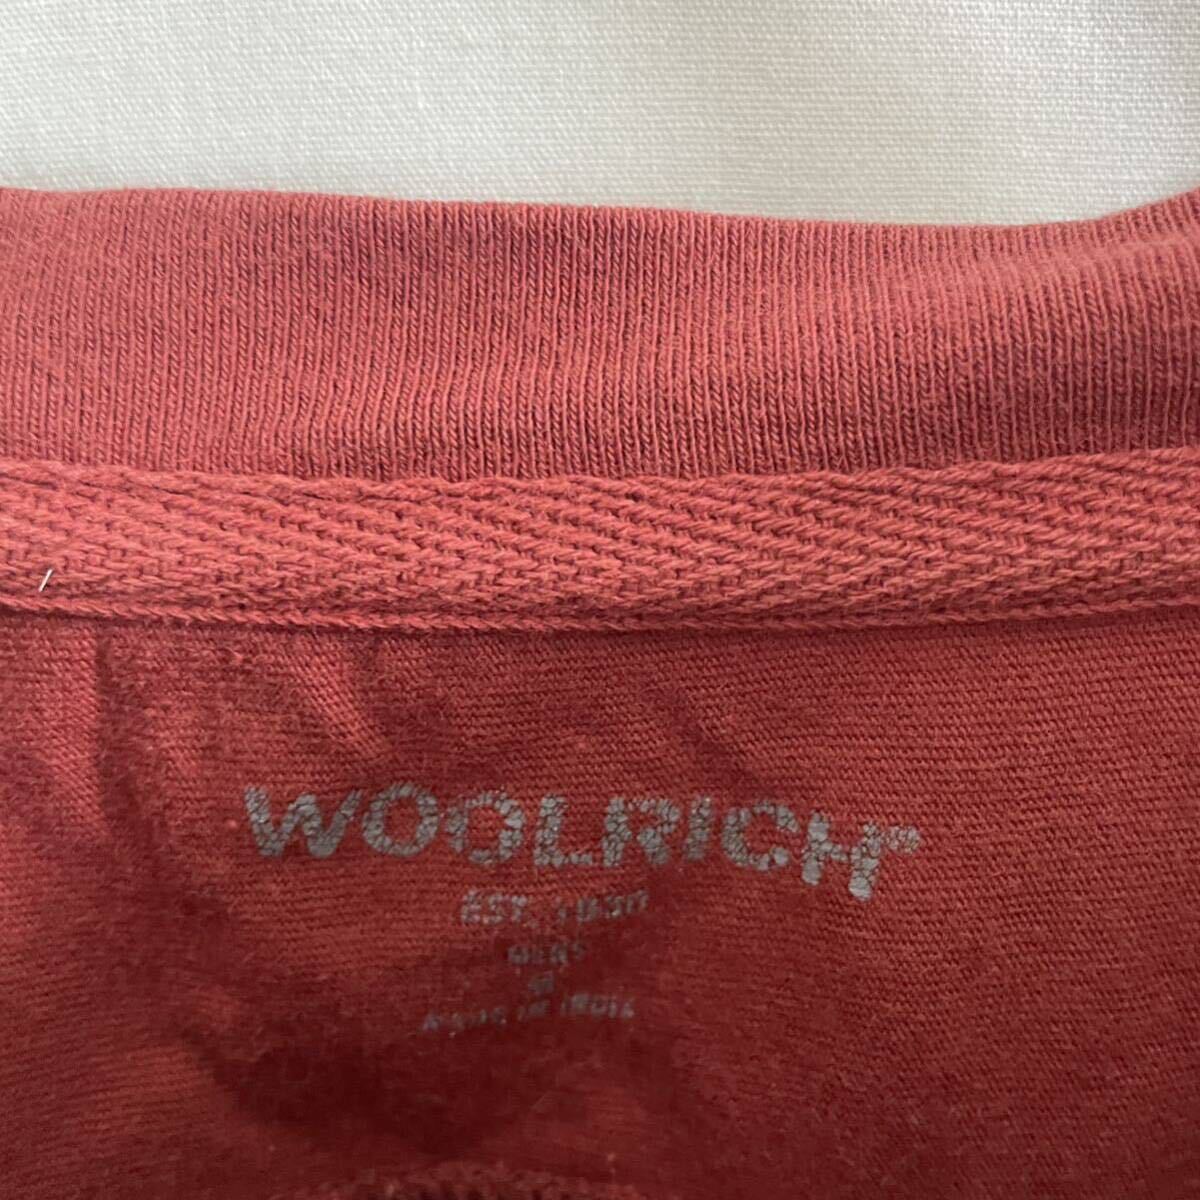 WOOLRICH®
EST. 1830
MENS
MADE IN INDIA